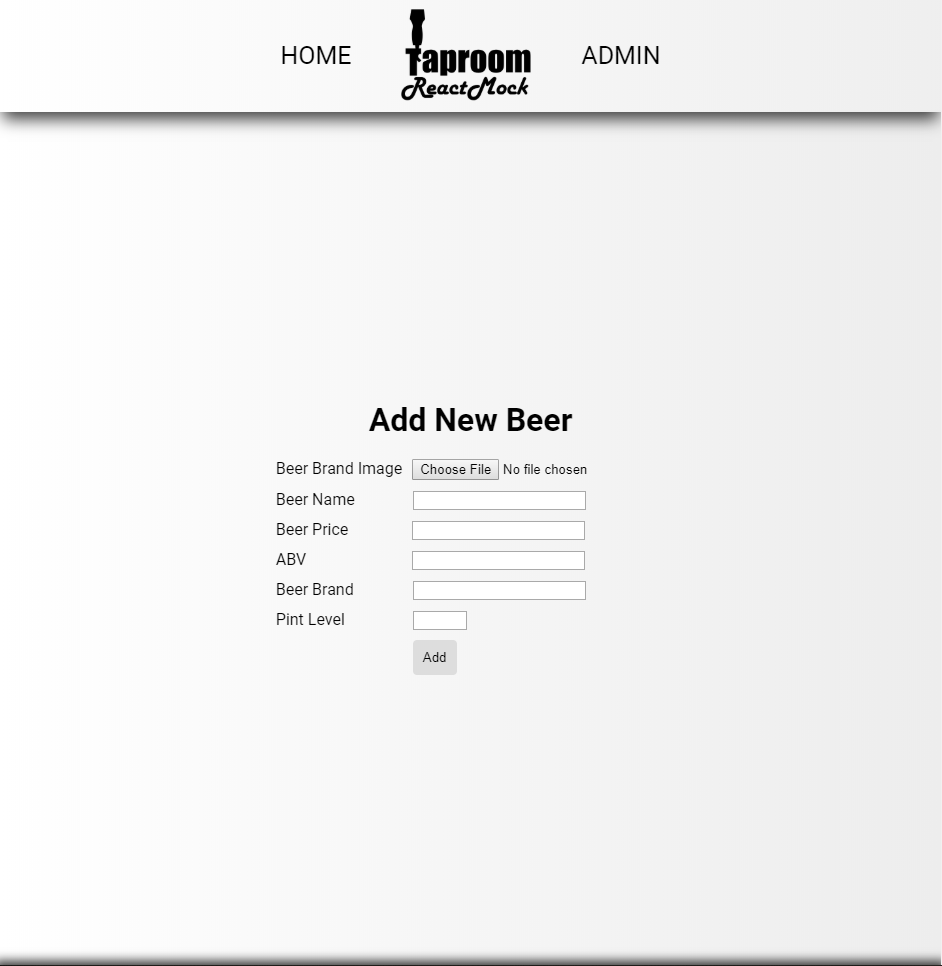 HOME
Taproom
ReactMock
ADMIN
Add New Beer
Beer Brand Image Choose File No file chosen
Beer Name
Beer Price
ABV
Beer Brand
Pint Level
Add